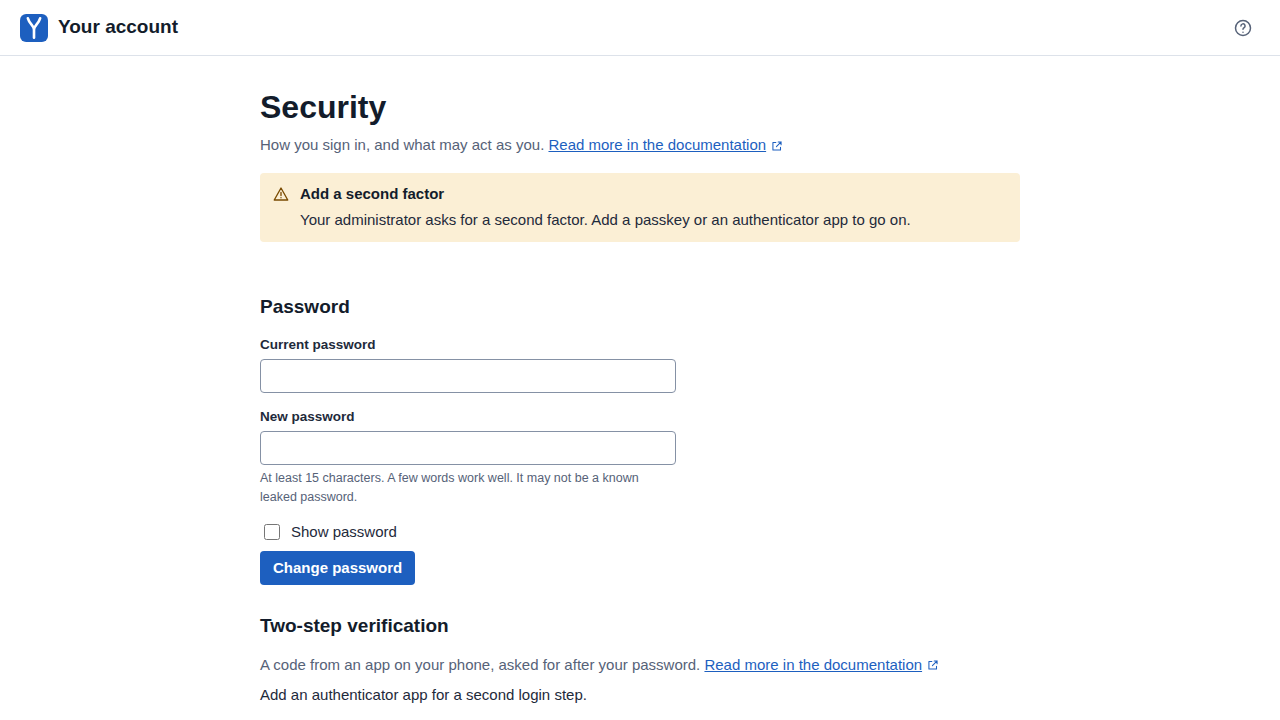 Your account
Security
How you sign in, and what may act as you. Read more in the documentation
Add a second factor
Your administrator asks for a second factor. Add a passkey or an authenticator app to go on.
Password
Current password
New password
At least 15 characters. A few words work well. It may not be a known
leaked password.
Show password
Change password
Two-step verification
A code from an app on your phone, asked for after your password. Read more in the documentation
Add an authenticator app for a second login step.